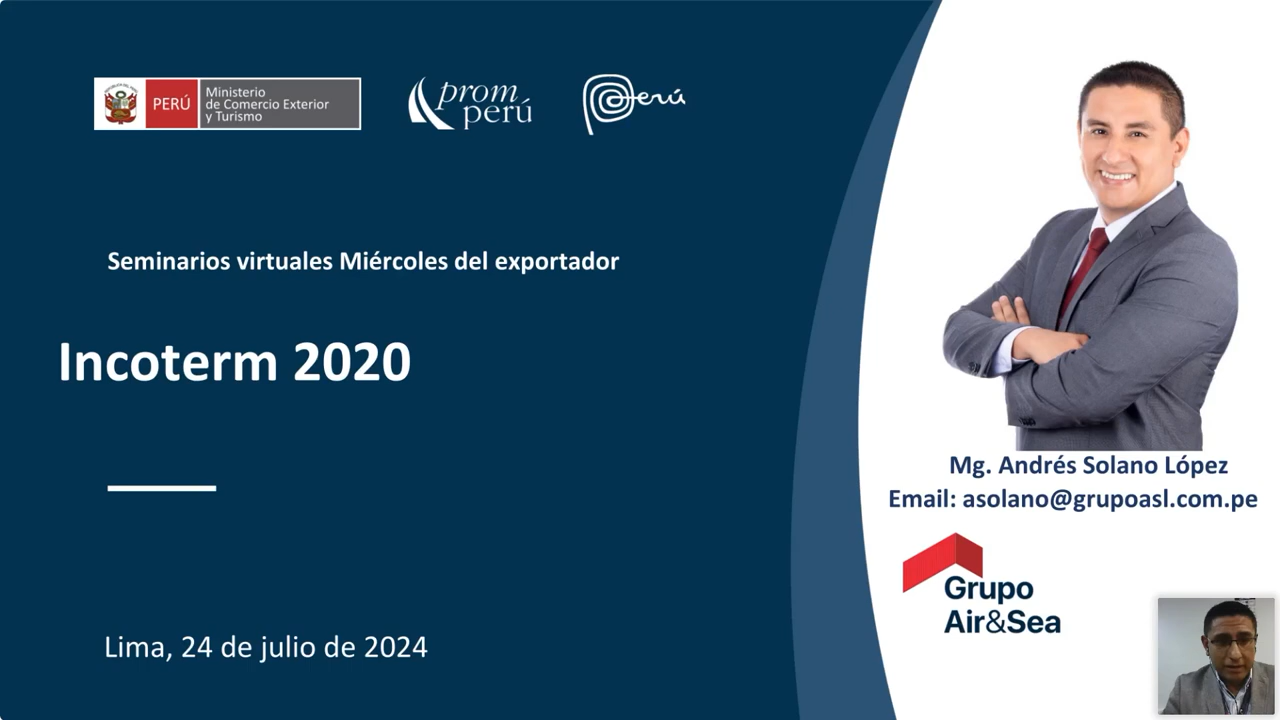 PERÚ
Ministerio
de Comercio Exterior
y Turismo
prom
perú
Perú
Seminarios virtuales Miércoles del exportador
Incoterm 2020
Lima, 24 de julio de 2024
Mg. Andrés Solano López
Email: asolano@grupoasl.com.pe
Grupo
Air&Sea